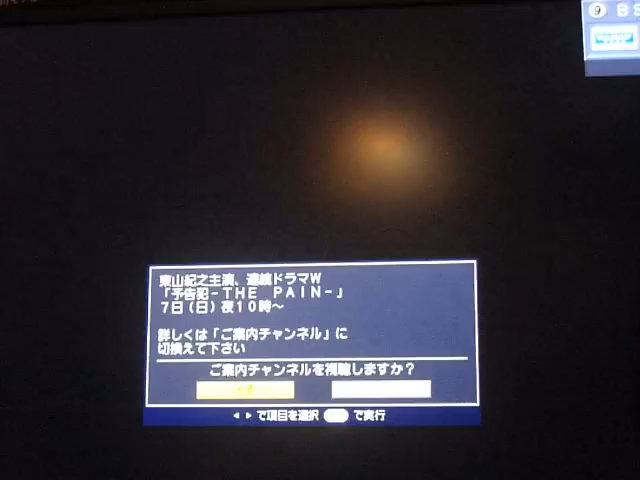 ⑨ BS
東山紀之主演、連続ドラマW
「予告犯-THE PAIN-」
7日(日)夜10時~
詳しくは「ご案内チャンネル」に
切換えて下さい
ご案内チャンネルを視聴しますか?
◀ ▶で項目を選択 で実行